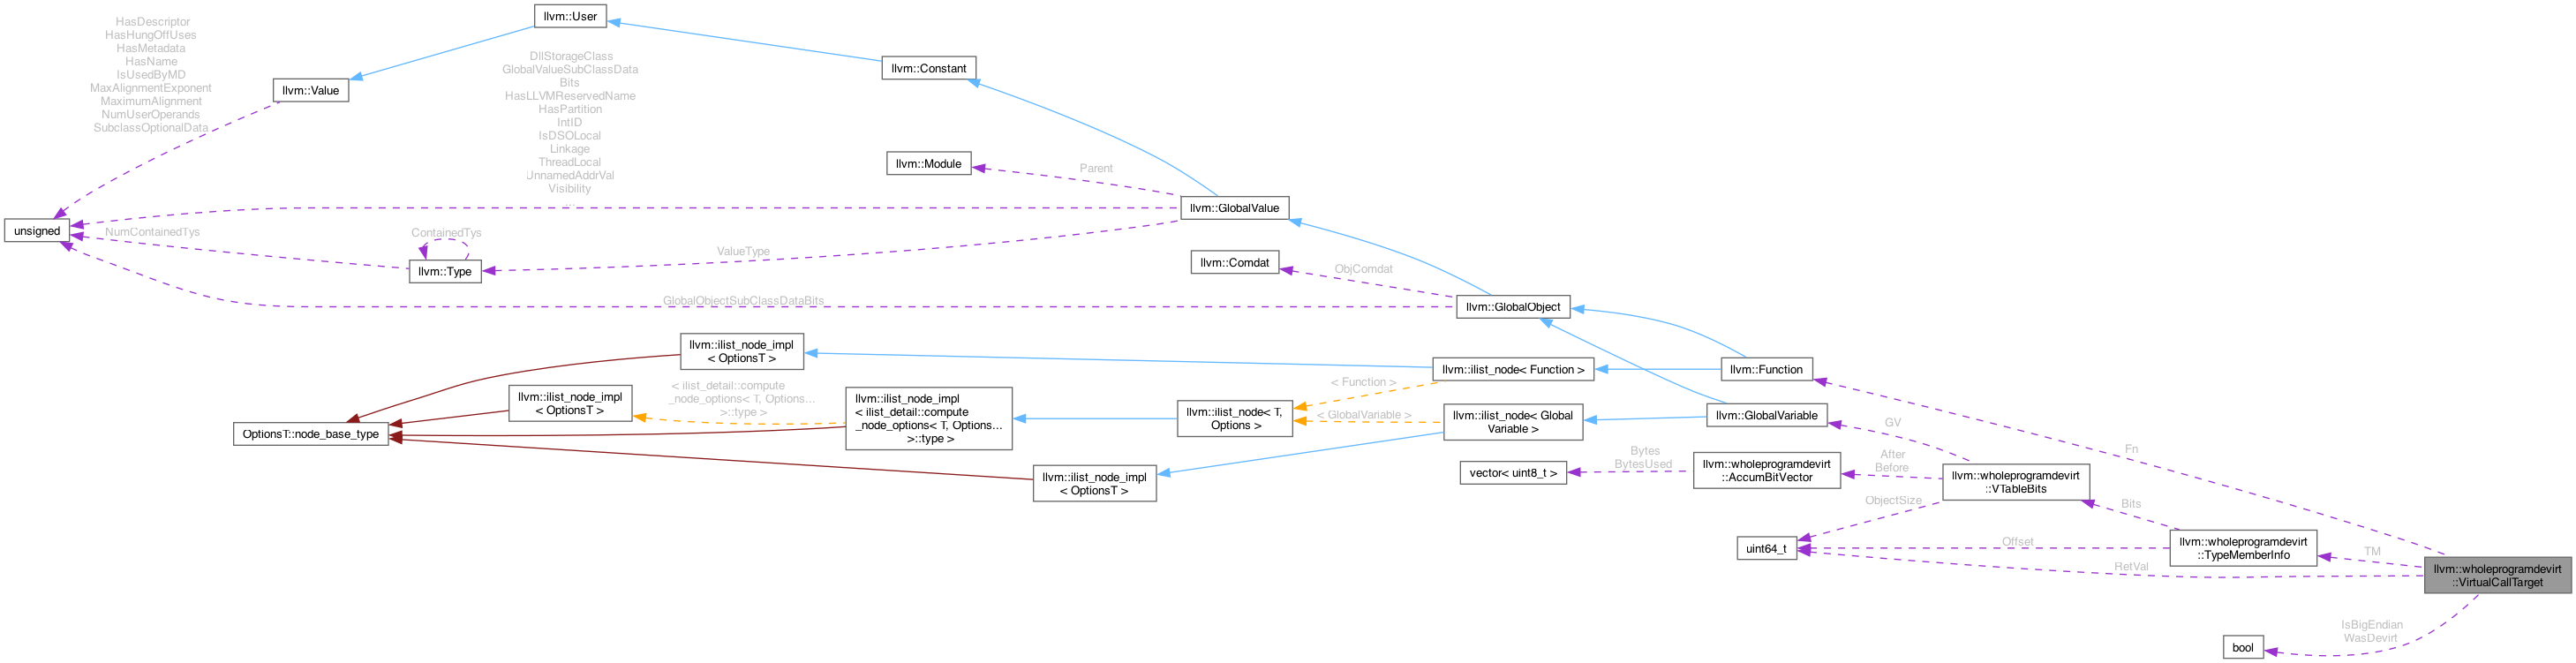 HasDescriptor
HasHungOffUses
HasMetadata
HasName
IsUsedByMD
MaxAlignmentExponent
MaximumAlignment
NumUserOperands
SubclassOptionalData
llvm::User
llvm::Value
DllStorageClass
GlobalValueSubClassData
Bits
HasLLVMReservedName
HasPartition
IntID
IsDSOLocal
Linkage
ThreadLocal
UnnamedAddrVal
Visibility
...
llvm::Constant
llvm::Module
Parent
llvm::GlobalValue
unsigned
NumContainedTys
ContainedTys
llvm::Type
ValueType
llvm::Comdat
ObjComdat
GlobalObjectSubClassDataBits
llvm::GlobalObject
llvm::ilist_node_impl
< OptionsT >
llvm::ilist_node< Function >
llvm::Function
llvm::ilist_node_impl
< OptionsT >
< ilist_detail::compute
_node_options< T, Options...
>::type >
llvm::ilist_node_impl
< ilist_detail::compute
_node_options< T, Options...
>::type >
< Function >
< GlobalVariable >
llvm::ilist_node< T,
Options >
llvm::ilist_node< Global
Variable >
llvm::GlobalVariable
OptionsT::node_base_type
llvm::ilist_node_impl
< OptionsT >
vector< uint8_t >
Bytes
BytesUsed
llvm::wholeprogramdevirt
::AccumBitVector
GV
After
Before
llvm::wholeprogramdevirt
::VTableBits
Fn
ObjectSize
Bits
uint64_t
Offset
llvm::wholeprogramdevirt
::TypeMemberInfo
TM
RetVal
llvm::wholeprogramdevirt
::VirtualCallTarget
IsBigEndian
WasDevirt
bool